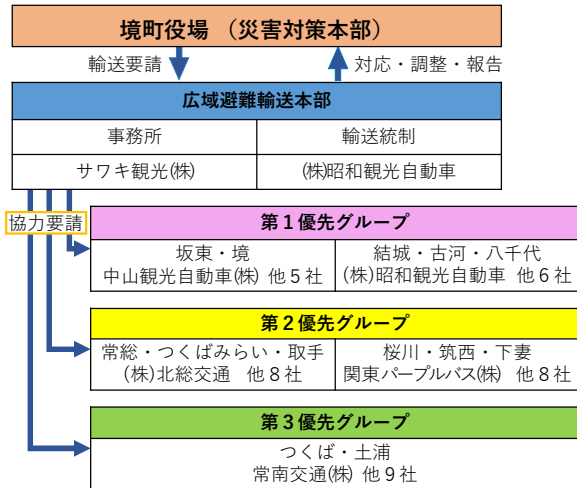 境町役場 （災害対策本部）
輸送要請
対応・調整・報告
広域避難輸送本部
事務所
輸送統制
サワキ観光(株)
(株)昭和観光自動車
協力要請
第１優先グループ
坂東・境
中山観光自動車(株) 他５社
結城・古河・八千代
(株)昭和観光自動車 他６社
第２優先グループ
常総・つくばみらい・取手
(株)北総交通 他８社
桜川・筑西・下妻
関東パープルバス(株) 他８社
第３優先グループ
つくば・土浦
常南交通(株) 他９社